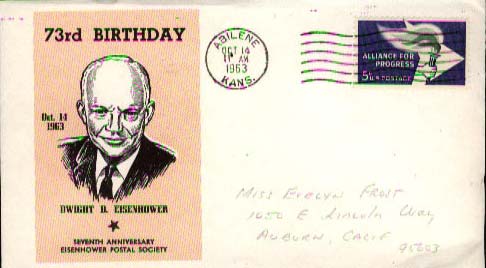 73rd BIRTHDAY
Oct. 14
1963
DWIGHT D. EISENHOWER
SEVENTH ANNIVERSARY
EISENHOWER POSTAL SOCIETY
ABILENE
OCT 14
11 AM
1963
KANS.
ALLIANCE FOR
PROGRESS
5¢ U.S. POSTAGE
Miss Evelyn Frost
1050 E Lincoln Way
Auburn, Calif
95603